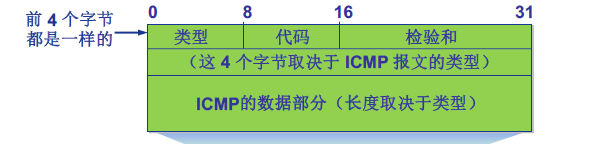 0 8 16 31
前 4 个字节
都是一样的
类型 代码 检验和
（这 4 个字节取决于 ICMP 报文的类型）
ICMP的数据部分（长度取决于类型）